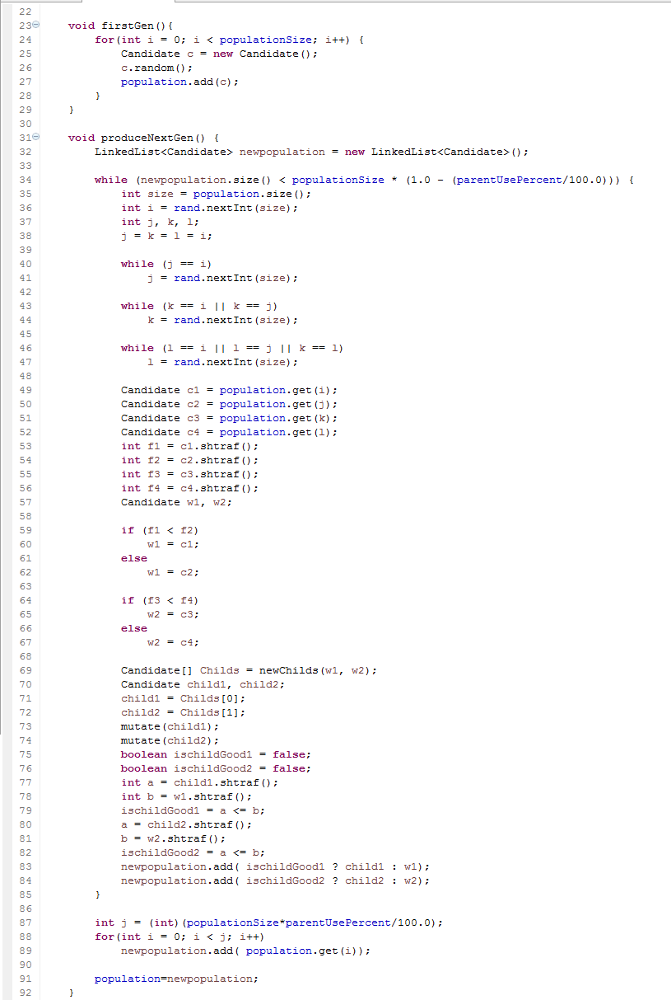 22
23 void firstGen(){
24 for(int i = 0; i < populationSize; i++) {
25 Candidate c = new Candidate();
26 c.random();
27 population.add(c);
28 }
29 }
30
31 void produceNextGen() {
32 LinkedList<Candidate> newpopulation = new LinkedList<Candidate>();
33
34 while (newpopulation.size() < populationSize * (1.0 - (parentUsePercent/100.0))) {
35 int size = population.size();
36 int i = rand.nextInt(size);
37 int j, k, l;
38 j = k = l = i;
39
40 while (j == i)
41 j = rand.nextInt(size);
42
43 while (k == i || k == j)
44 k = rand.nextInt(size);
45
46 while (l == i || l == j || k == l)
47 l = rand.nextInt(size);
48
49 Candidate c1 = population.get(i);
50 Candidate c2 = population.get(j);
51 Candidate c3 = population.get(k);
52 Candidate c4 = population.get(l);
53 int f1 = c1.shtraf();
54 int f2 = c2.shtraf();
55 int f3 = c3.shtraf();
56 int f4 = c4.shtraf();
57 Candidate w1, w2;
58
59 if (f1 < f2)
60 w1 = c1;
61 else
62 w1 = c2;
63
64 if (f3 < f4)
65 w2 = c3;
66 else
67 w2 = c4;
68
69 Candidate[] Childs = newChilds(w1, w2);
70 Candidate child1, child2;
71 child1 = Childs[0];
72 child2 = Childs[1];
73 mutate(child1);
74 mutate(child2);
75 boolean ischildGood1 = false;
76 boolean ischildGood2 = false;
77 int a = child1.shtraf();
78 int b = w1.shtraf();
79 ischildGood1 = a <= b;
80 a = child2.shtraf();
81 b = w2.shtraf();
82 ischildGood2 = a <= b;
83 newpopulation.add( ischildGood1 ? child1 : w1);
84 newpopulation.add( ischildGood2 ? child2 : w2);
85 }
86
87 int j = (int)(populationSize*parentUsePercent/100.0);
88 for(int i = 0; i < j; i++)
89 newpopulation.add( population.get(i));
90
91 population=newpopulation;
92 }